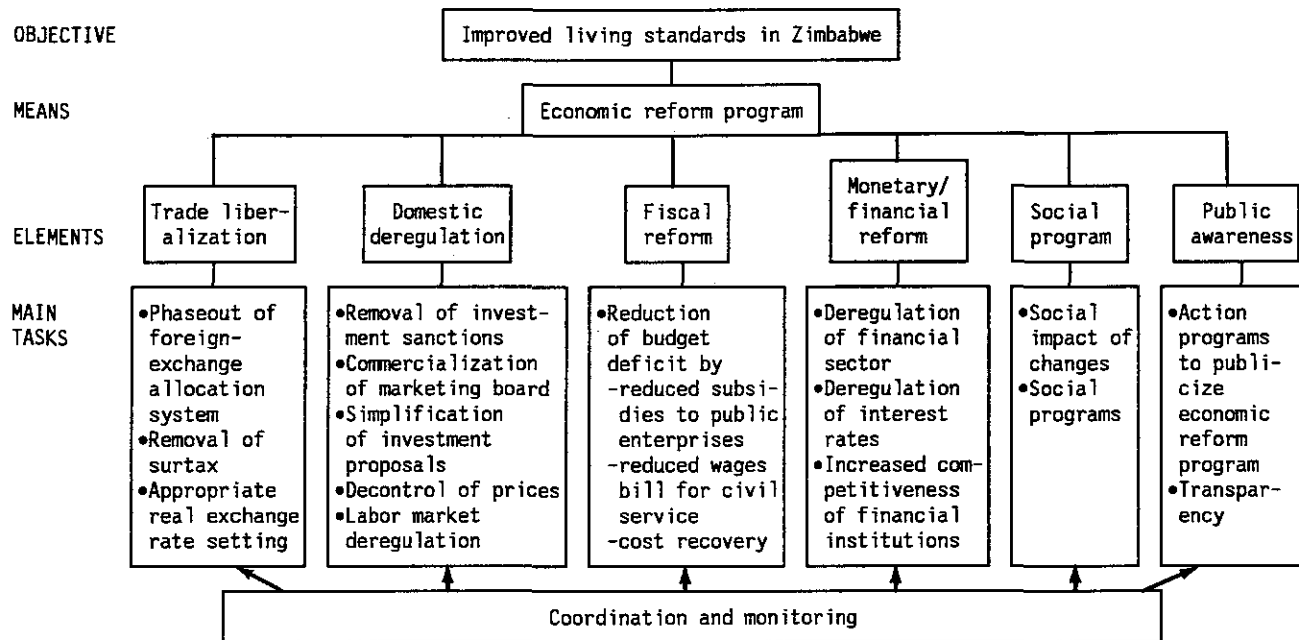 OBJECTIVE
Improved living standards in Zimbabwe
MEANS
Economic reform program
ELEMENTS
Trade liber-
alization
Domestic
deregulation
Fiscal
reform
Monetary/
financial
reform
Social
program
Public
awareness
MAIN
TASKS
•Phaseout of
foreign-
exchange
allocation
system
•Removal of
surtax
•Appropriate
real exchange
rate setting
•Removal of invest-
ment sanctions
•Commercialization
of marketing board
•Simplification
of investment
proposals
•Decontrol of prices
•Labor market
deregulation
•Reduction
of budget
deficit by
-reduced subsi-
dies to public
enterprises
-reduced wages
bill for civil
service
-cost recovery
•Deregulation
of financial
sector
•Deregulation
of interest
rates
•Increased com-
petitiveness
of financial
institutions
•Social
impact of
changes
•Social
programs
•Action
programs
to publi-
cize
economic
reform
program
•Transpar-
ency
Coordination and monitoring